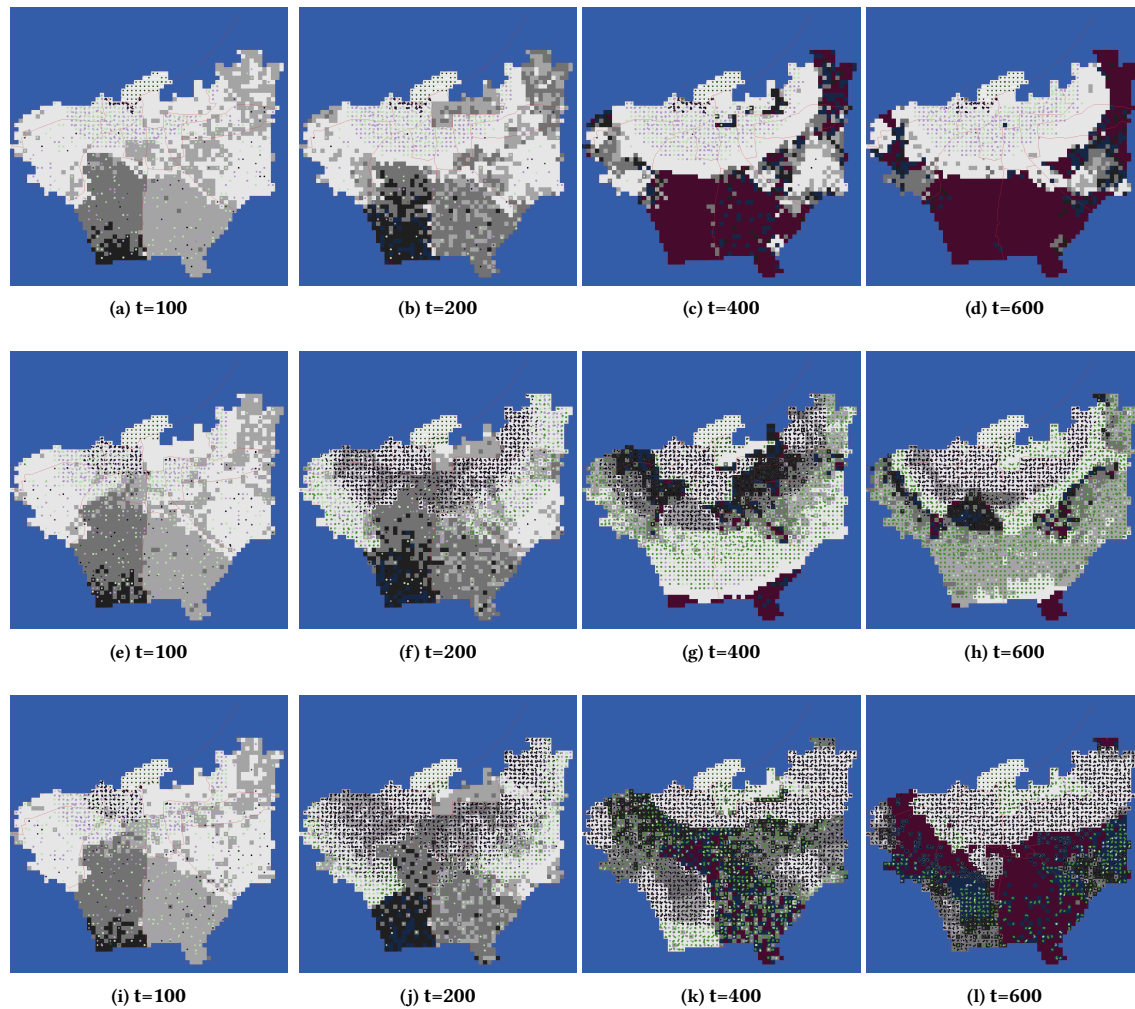 (a) t=100
(b) t=200
(c) t=400
(d) t=600
(e) t=100
(f) t=200
(g) t=400
(h) t=600
(i) t=100
(j) t=200
(k) t=400
(l) t=600